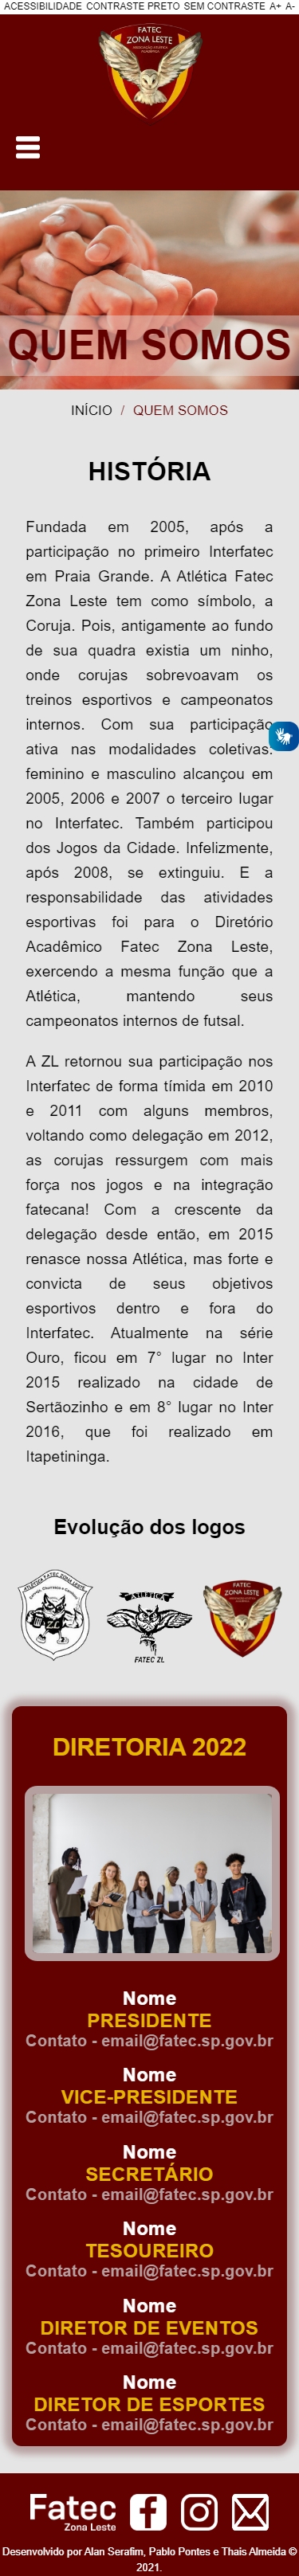 ACESSIBILIDADE CONTRASTE PRETO SEM CONTRASTE A+ A-
FATEC
ZONA LESTE
ASSOCIAÇÃO ATLÉTICA
ACADÊMICA
QUEM SOMOS
INÍCIO / QUEM SOMOS
HISTÓRIA
Fundada em 2005, após a
participação no primeiro Interfatec
em Praia Grande. A Atlética Fatec
Zona Leste tem como símbolo, a
Coruja. Pois, antigamente ao fundo
de sua quadra existia um ninho,
onde corujas sobrevoavam os
treinos esportivos e campeonatos
internos. Com sua participação
ativa nas modalidades coletivas:
feminino e masculino alcançou em
2005, 2006 e 2007 o terceiro lugar
no Interfatec. Também participou
dos Jogos da Cidade. Infelizmente,
após 2008, se extinguiu. E a
responsabilidade das atividades
esportivas foi para o Diretório
Acadêmico Fatec Zona Leste,
exercendo a mesma função que a
Atlética, mantendo seus
campeonatos internos de futsal.
A ZL retornou sua participação nos
Interfatec de forma tímida em 2010
e 2011 com alguns membros,
voltando como delegação em 2012,
as corujas ressurgem com mais
força nos jogos e na integração
fatecana! Com a crescente da
delegação desde então, em 2015
renasce nossa Atlética, mas forte e
convicta de seus objetivos
esportivos dentro e fora do
Interfatec. Atualmente na série
Ouro, ficou em 7° lugar no Inter
2015 realizado na cidade de
Sertãozinho e em 8° lugar no Inter
2016, que foi realizado em
Itapetininga.
Evolução dos logos
ATLÉTICA FATEC ZONA LESTE
ZL
ATLÉTICA
FATEC ZL
FATEC
ZONA LESTE
DIRETORIA 2022
Nome
PRESIDENTE
Contato - email@fatec.sp.gov.br
Nome
VICE-PRESIDENTE
Contato - email@fatec.sp.gov.br
Nome
SECRETÁRIO
Contato - email@fatec.sp.gov.br
Nome
TESOUREIRO
Contato - email@fatec.sp.gov.br
Nome
DIRETOR DE EVENTOS
Contato - email@fatec.sp.gov.br
Nome
DIRETOR DE ESPORTES
Contato - email@fatec.sp.gov.br
Fatec
Zona Leste
Desenvolvido por Alan Serafim, Pablo Pontes e Thais Almeida ©
2021.